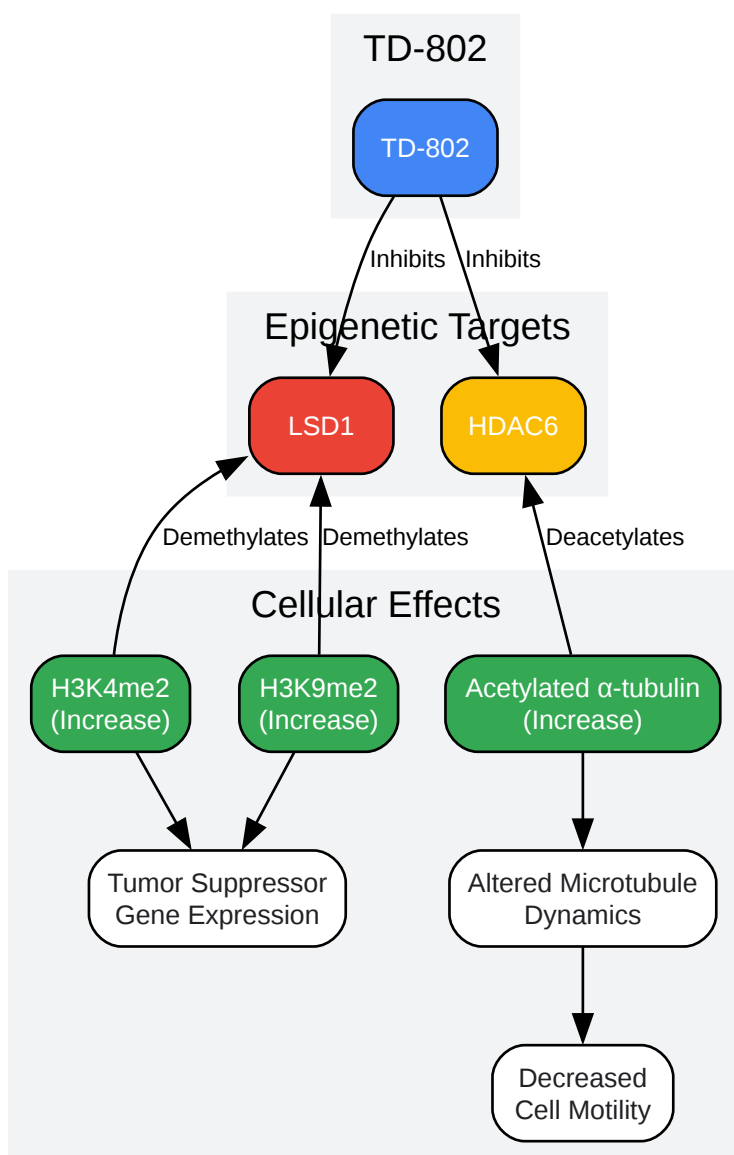 TD-802
TD-802
Inhibits
Inhibits
Epigenetic Targets
LSD1
HDAC6
Demethylates
Demethylates
Deacetylates
Cellular Effects
H3K4me2
(Increase)
H3K9me2
(Increase)
Acetylated α-tubulin
(Increase)
Tumor Suppressor
Gene Expression
Altered Microtubule
Dynamics
Decreased
Cell Motility